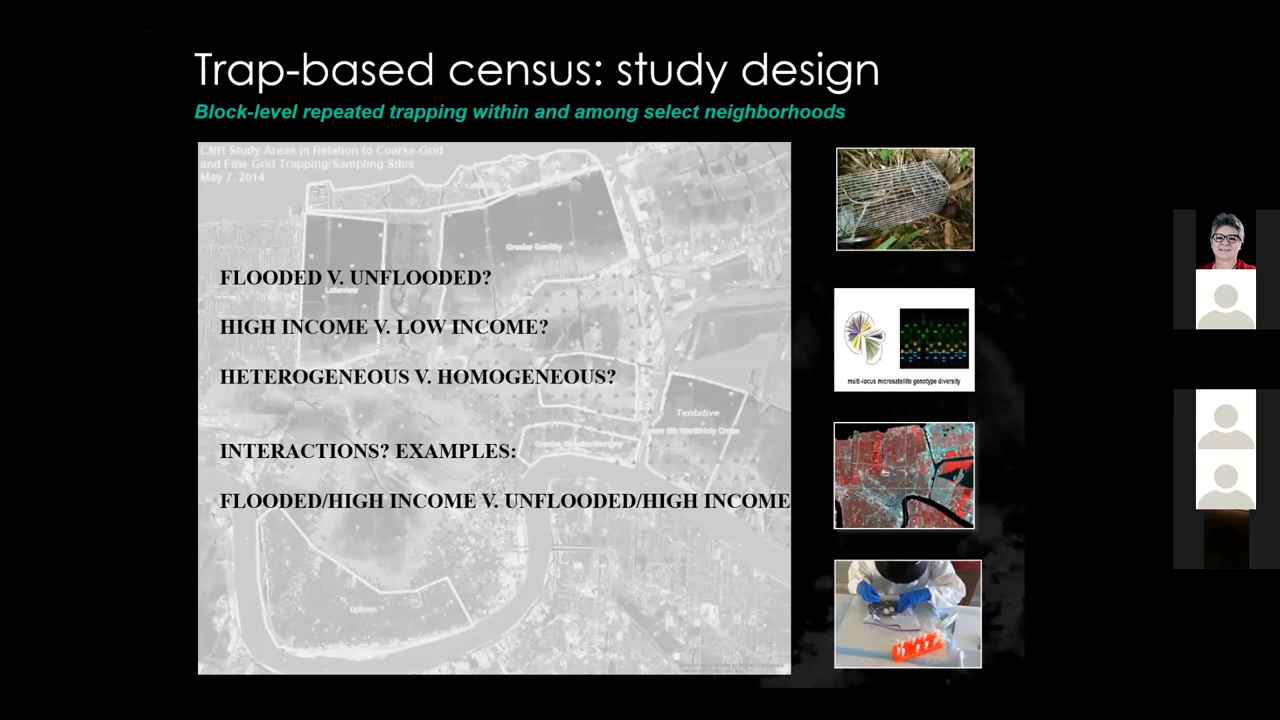 Trap-based census: study design
Block-level repeated trapping within and among select neighborhoods
CNH Study Areas in Relation to Coarse-Grid
and Fine-Grid Trapping/Sampling Sites
May 7, 2014
Greater Gentilly
FLOODED V. UNFLOODED?
Lakeview
HIGH INCOME V. LOW INCOME?
HETEROGENEOUS V. HOMOGENEOUS?
multi-locus microsatellite genotype diversity
Tentative
INTERACTIONS? EXAMPLES:
FLOODED/HIGH INCOME V. UNFLOODED/HIGH INCOME
Uptown